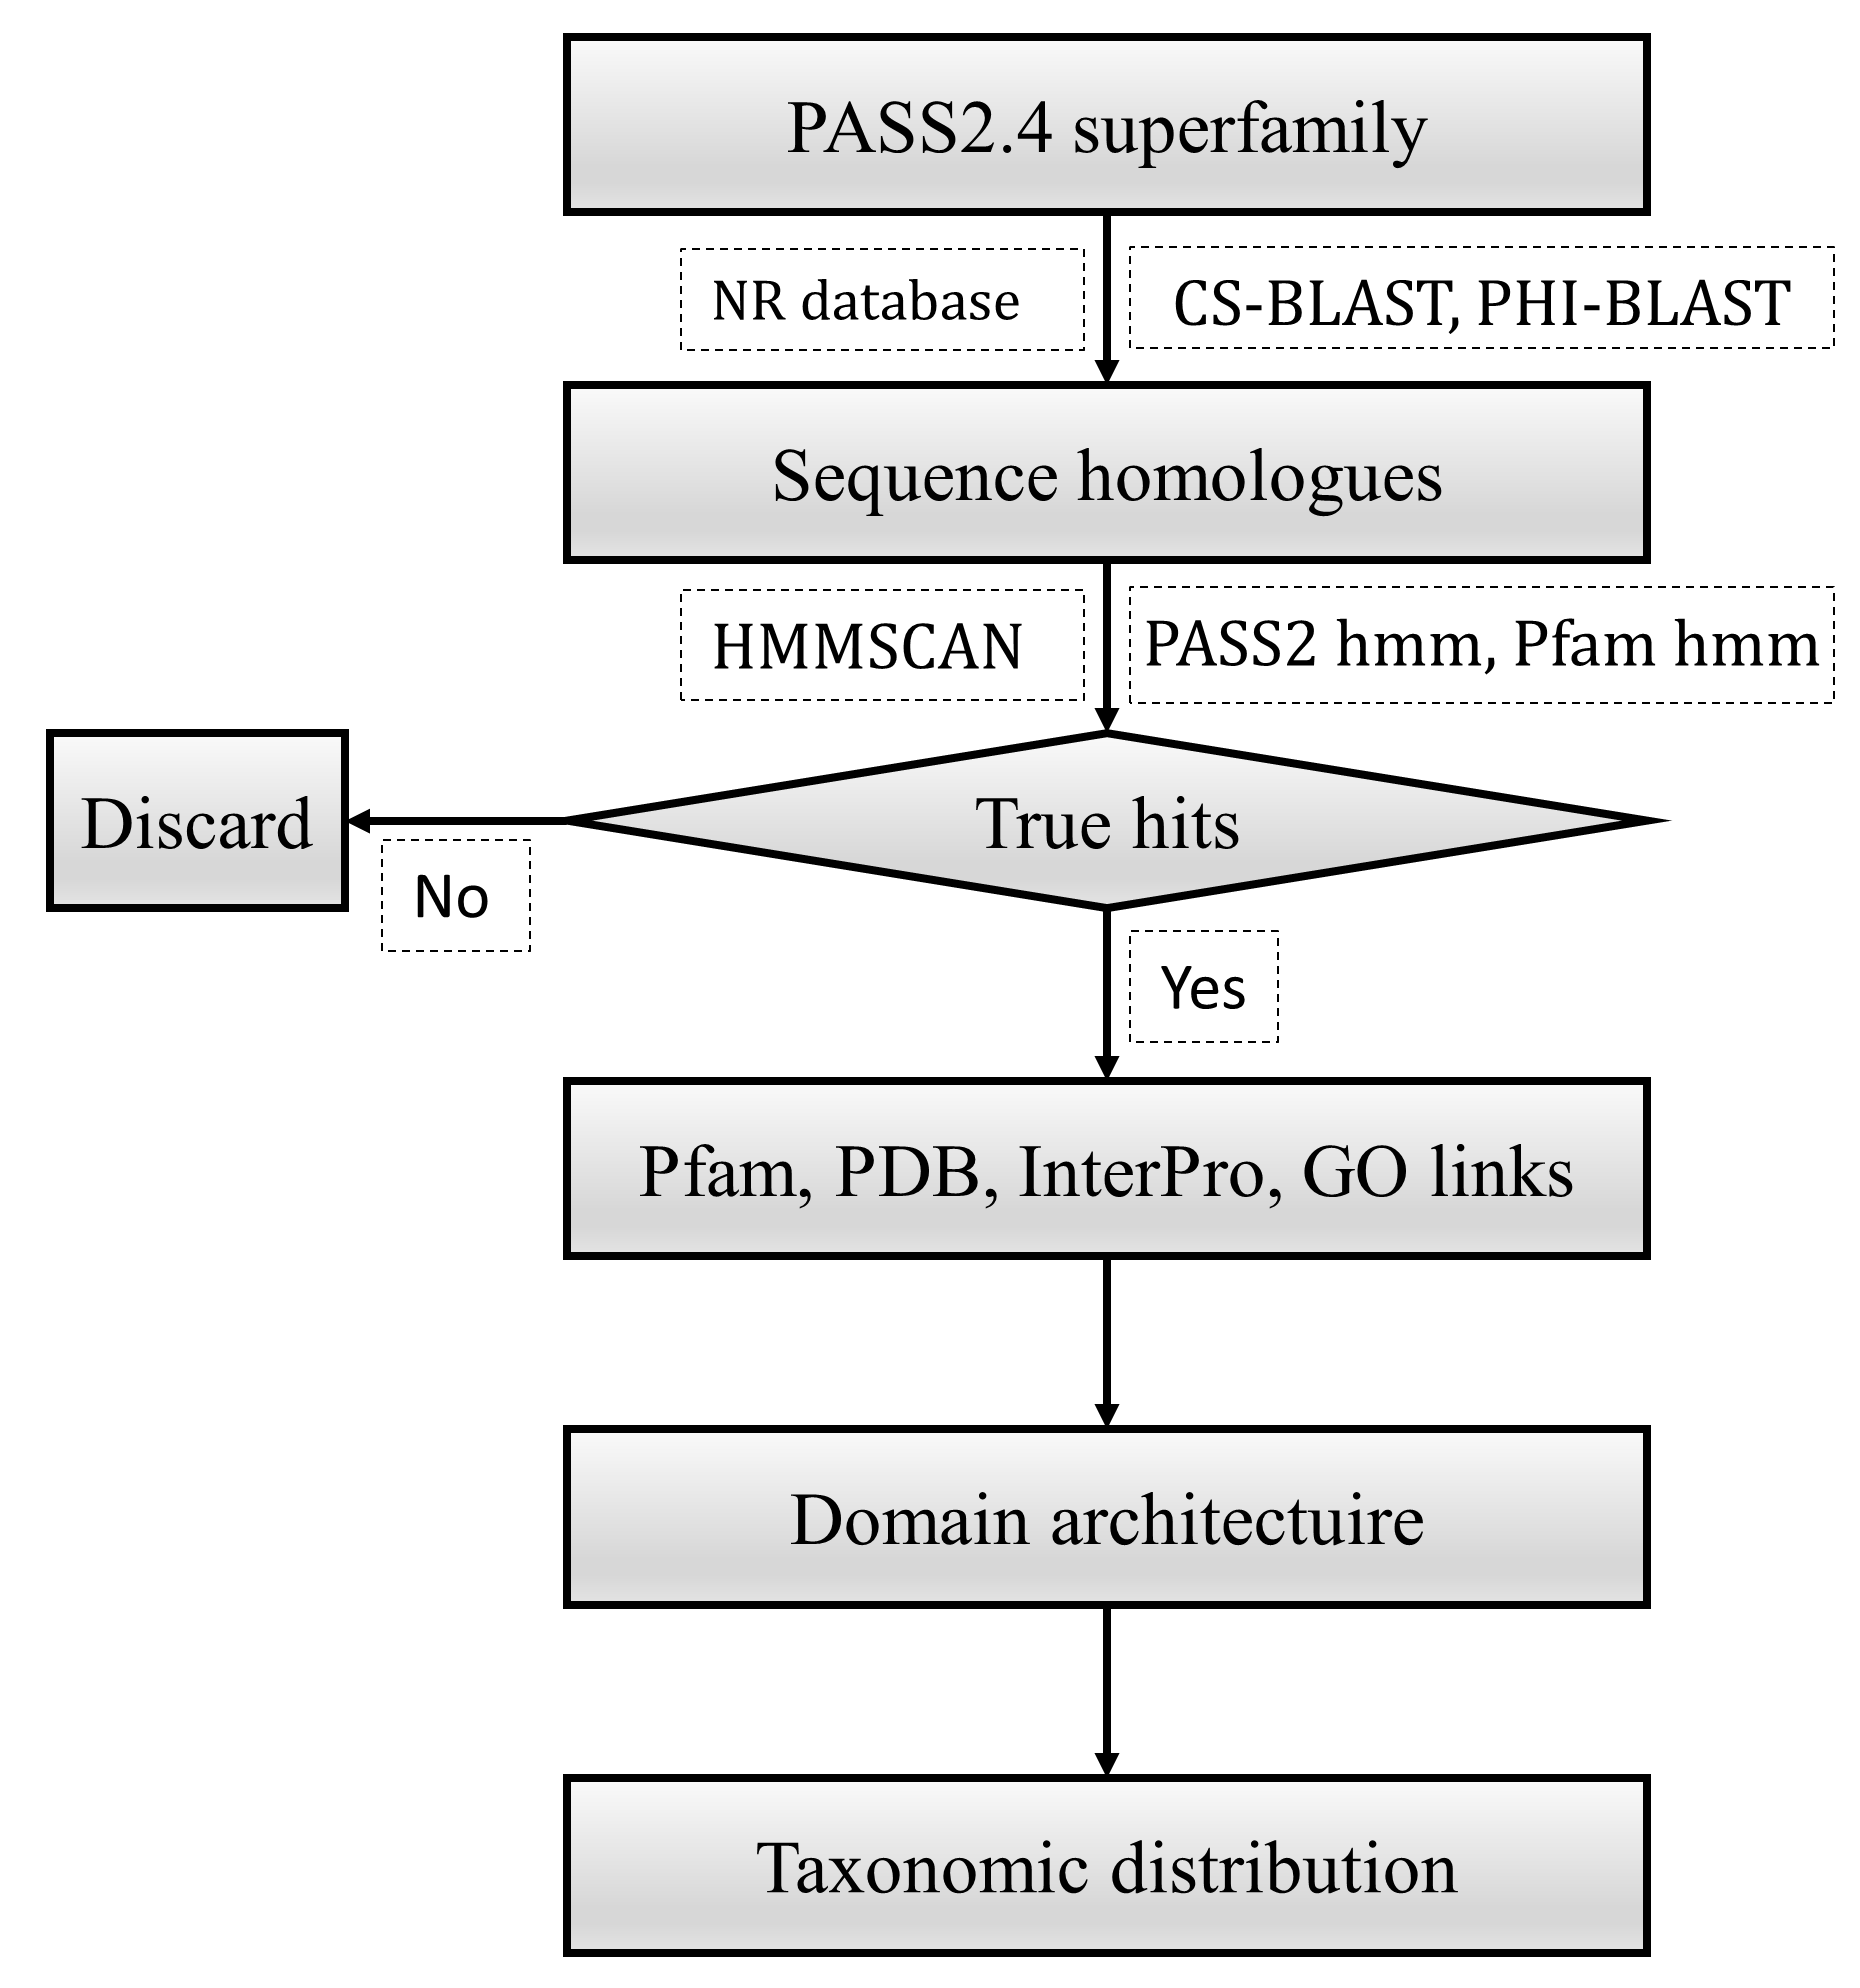 PASS2.4 superfamily
NR database
CS-BLAST, PHI-BLAST
Sequence homologues
HMMSCAN
PASS2 hmm, Pfam hmm
Discard
True hits
No
Yes
Pfam, PDB, InterPro, GO links
Domain architectuire
Taxonomic distribution